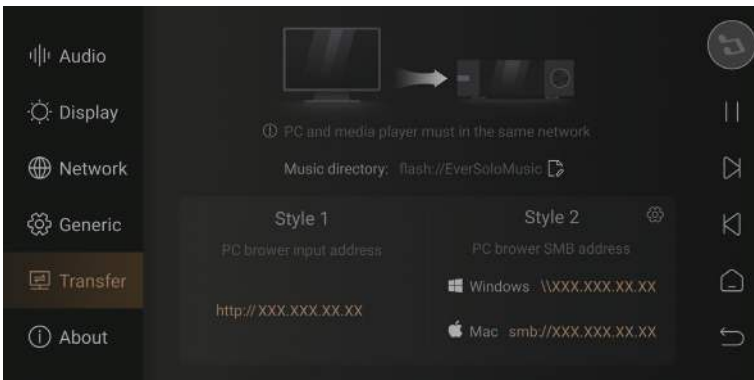 Audio
Display
Network
Generic
Transfer
About
PC and media player must in the same network
Music directory: flash://EverSoloMusic
Style 1
PC brower input address
http://XXX.XXX.XX.XX
Style 2
PC brower SMB address
Windows \\XXX.XXX.XX.XX
Mac smb://XXX.XXX.XX.XX